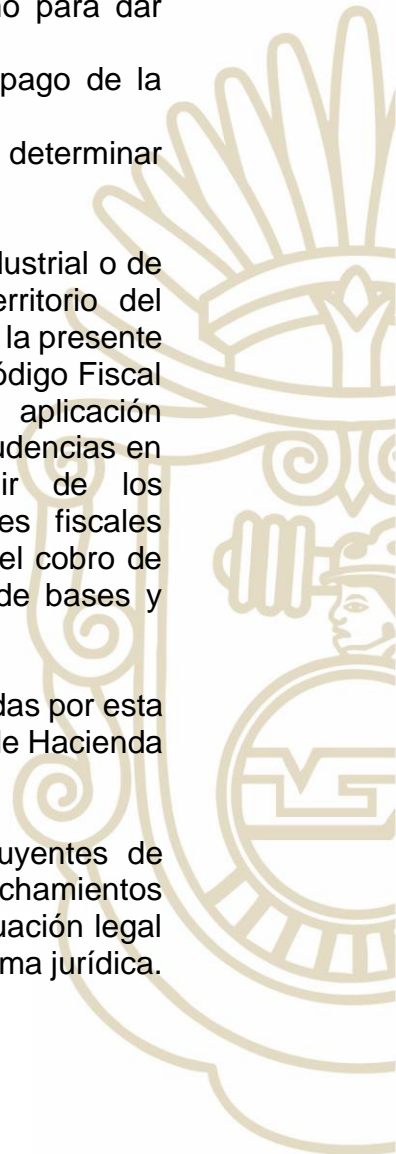 no para dar
pago de la
determinar
dustrial o de
erritorio del
la presente
ódigo Fiscal
aplicación
udencias en
ir de los
es fiscales
el cobro de
de bases y
das por esta
de Hacienda
uyentes de
chamientos
uación legal
ma jurídica.